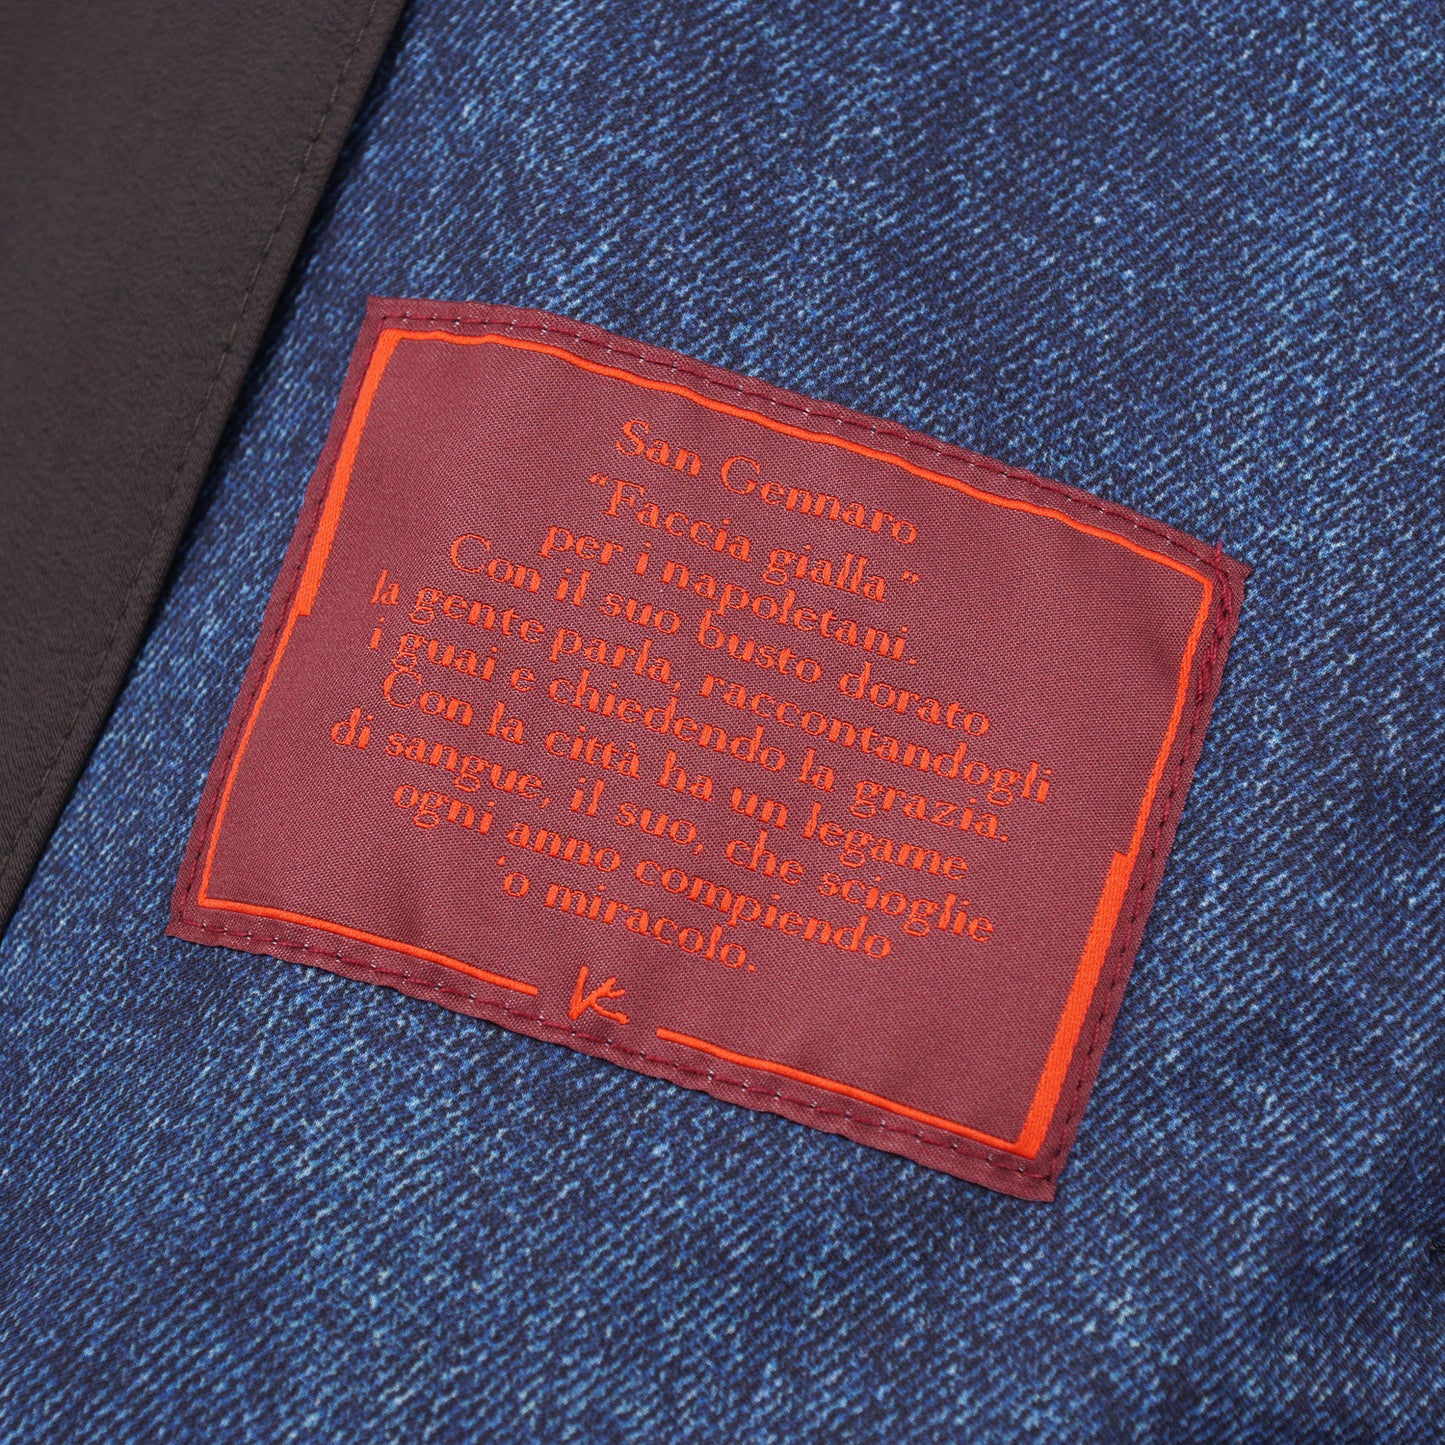 San Gennaro
“Faccia gialla”
per i napoletani.
Con il suo busto dorato
la gente parla, raccontandogli
i guai e chiedendo la grazia.
Con la città ha un legame
di sangue, il suo, che scioglie
ogni anno compiendo
‘o miracolo.